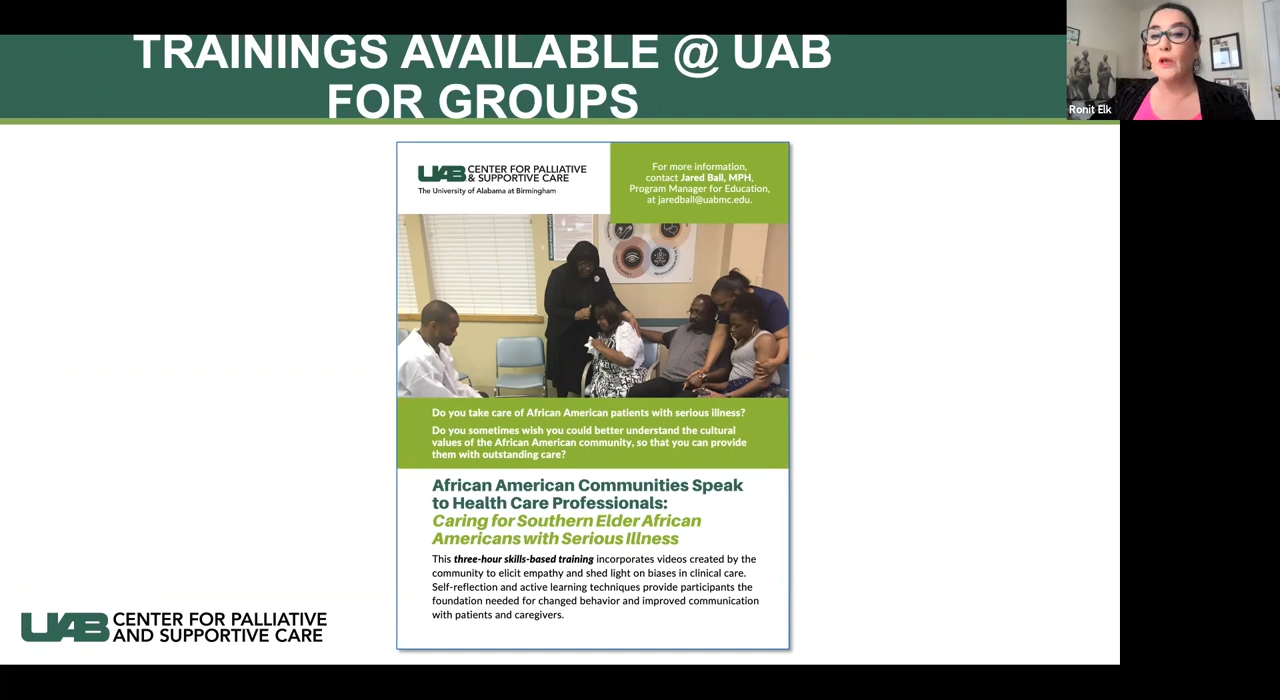 TRAININGS AVAILABLE @ UAB
FOR GROUPS
Ronit Elk
UAB CENTER FOR PALLIATIVE
& SUPPORTIVE CARE
The University of Alabama at Birmingham
For more information,
contact Jared Ball, MPH,
Program Manager for Education,
at jaredball@uabmc.edu.
Do you take care of African American patients with serious illness?
Do you sometimes wish you could better understand the cultural
values of the African American community, so that you can provide
them with outstanding care?
African American Communities Speak
to Health Care Professionals:
Caring for Southern Elder African
Americans with Serious Illness
This three-hour skills-based training incorporates videos created by the
community to elicit empathy and shed light on biases in clinical care.
Self-reflection and active learning techniques provide participants the
foundation needed for changed behavior and improved communication
with patients and caregivers.
UAB CENTER FOR PALLIATIVE
AND SUPPORTIVE CARE